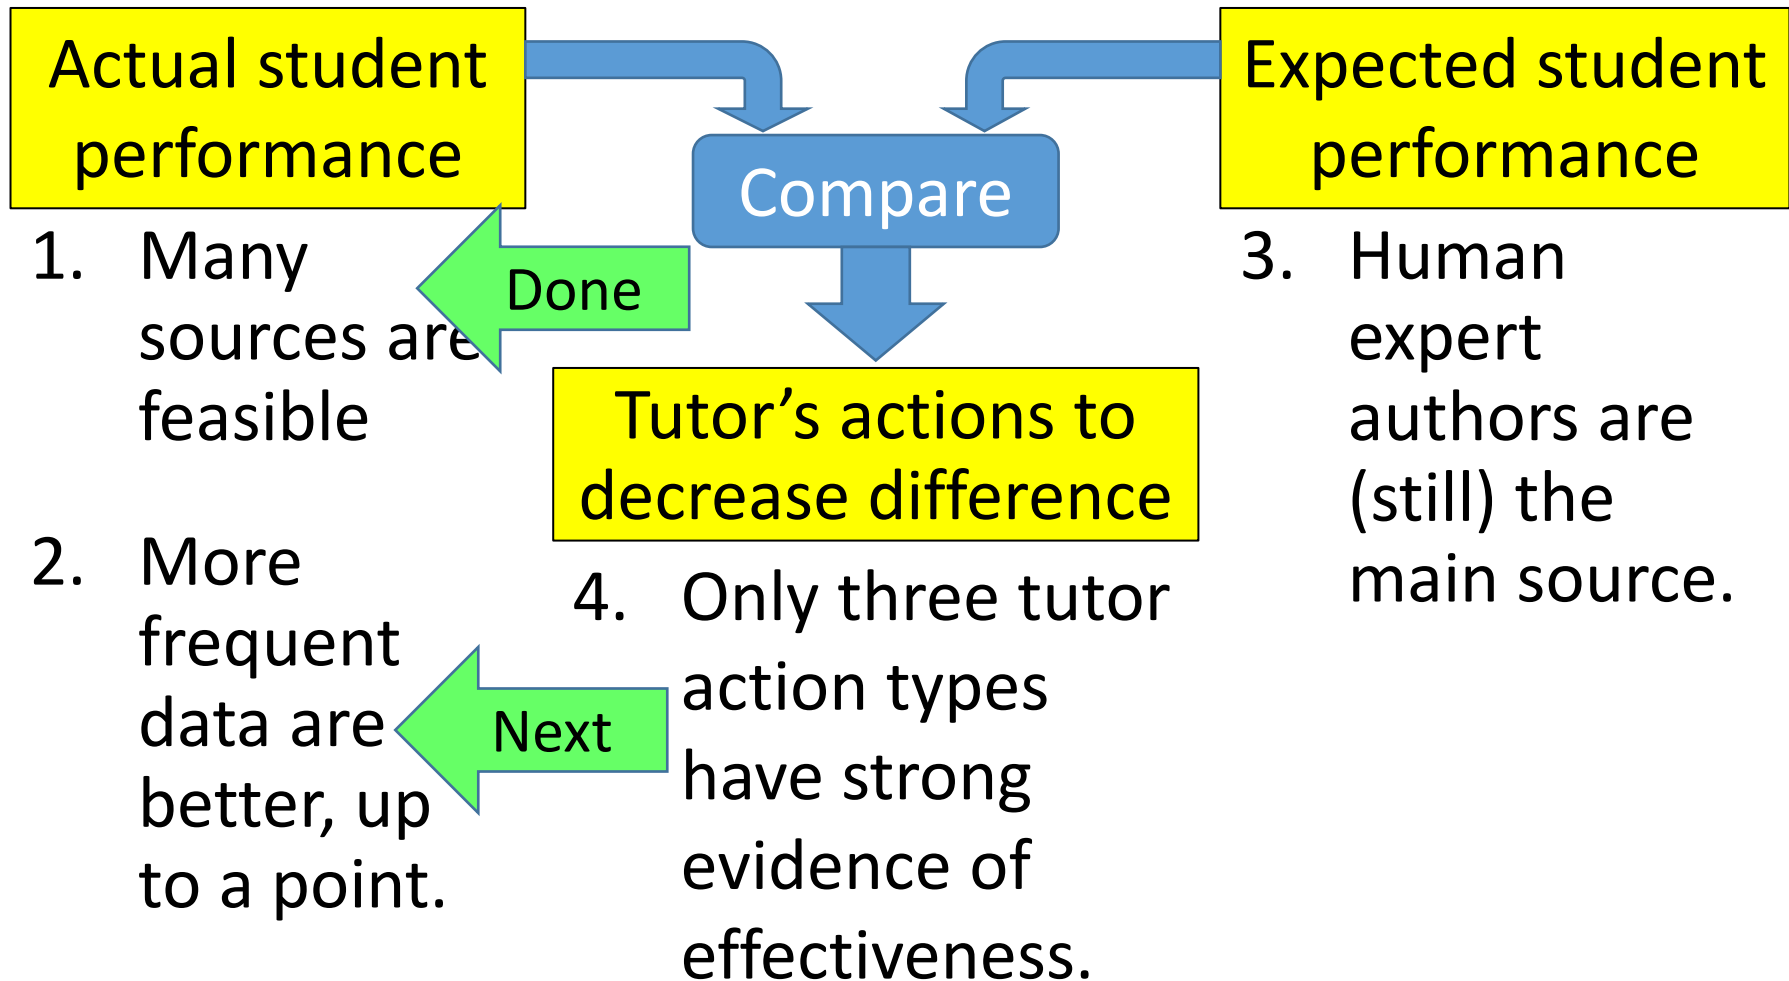 Actual student
performance
Compare
Expected student
performance
1. Many
sources are
feasible
Done
2. More
frequent
data are
better, up
to a point.
Next
Tutor’s actions to
decrease difference
4. Only three tutor
action types
have strong
evidence of
effectiveness.
3. Human
expert
authors are
(still) the
main source.